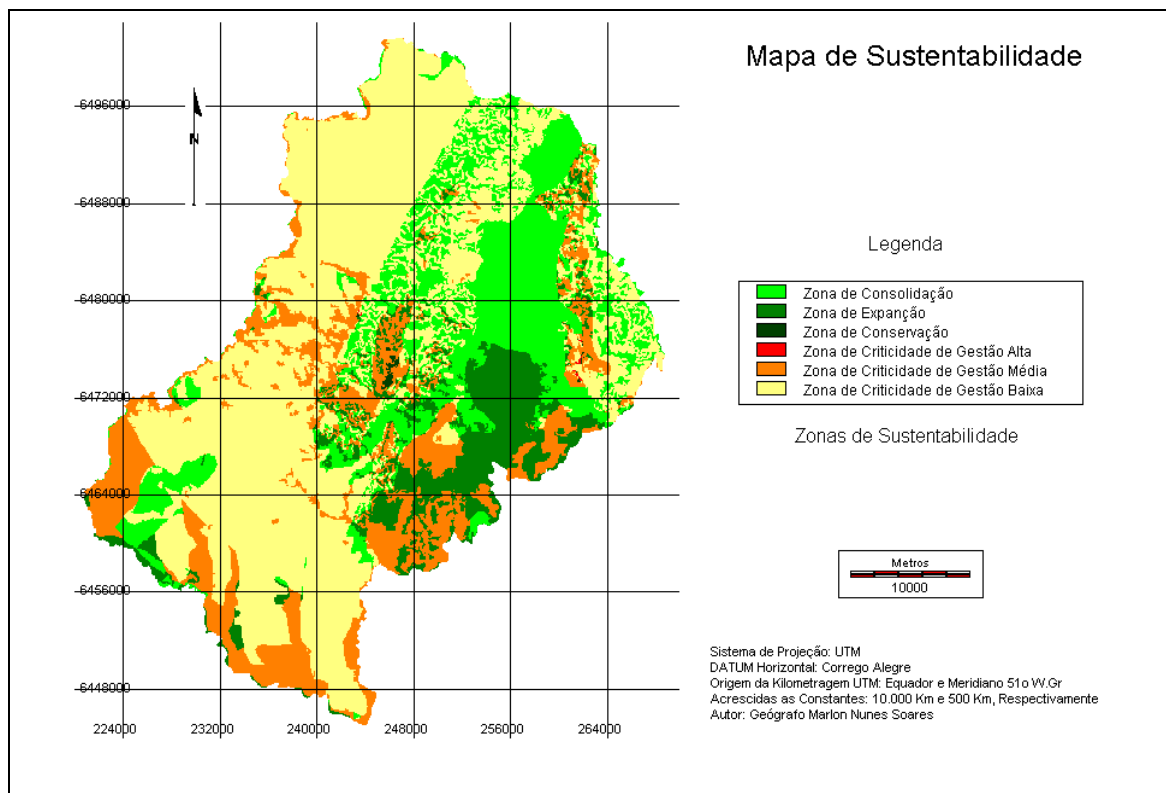 Mapa de Sustentabilidade
N
6496000
6488000
6480000
6472000
6464000
6456000
6448000
224000 232000 240000 248000 256000 264000
Legenda
Zona de Consolidação
Zona de Expanção
Zona de Conservação
Zona de Criticidade de Gestão Alta
Zona de Criticidade de Gestão Média
Zona de Criticidade de Gestão Baixa
Zonas de Sustentabilidade
Metros
10000
Sistema de Projeção: UTM
DATUM Horizontal: Corrego Alegre
Origem da Kilometragem UTM: Equador e Meridiano 51o W.Gr
Acrescidas as Constantes: 10.000 Km e 500 Km, Respectivamente
Autor: Geógrafo Marlon Nunes Soares